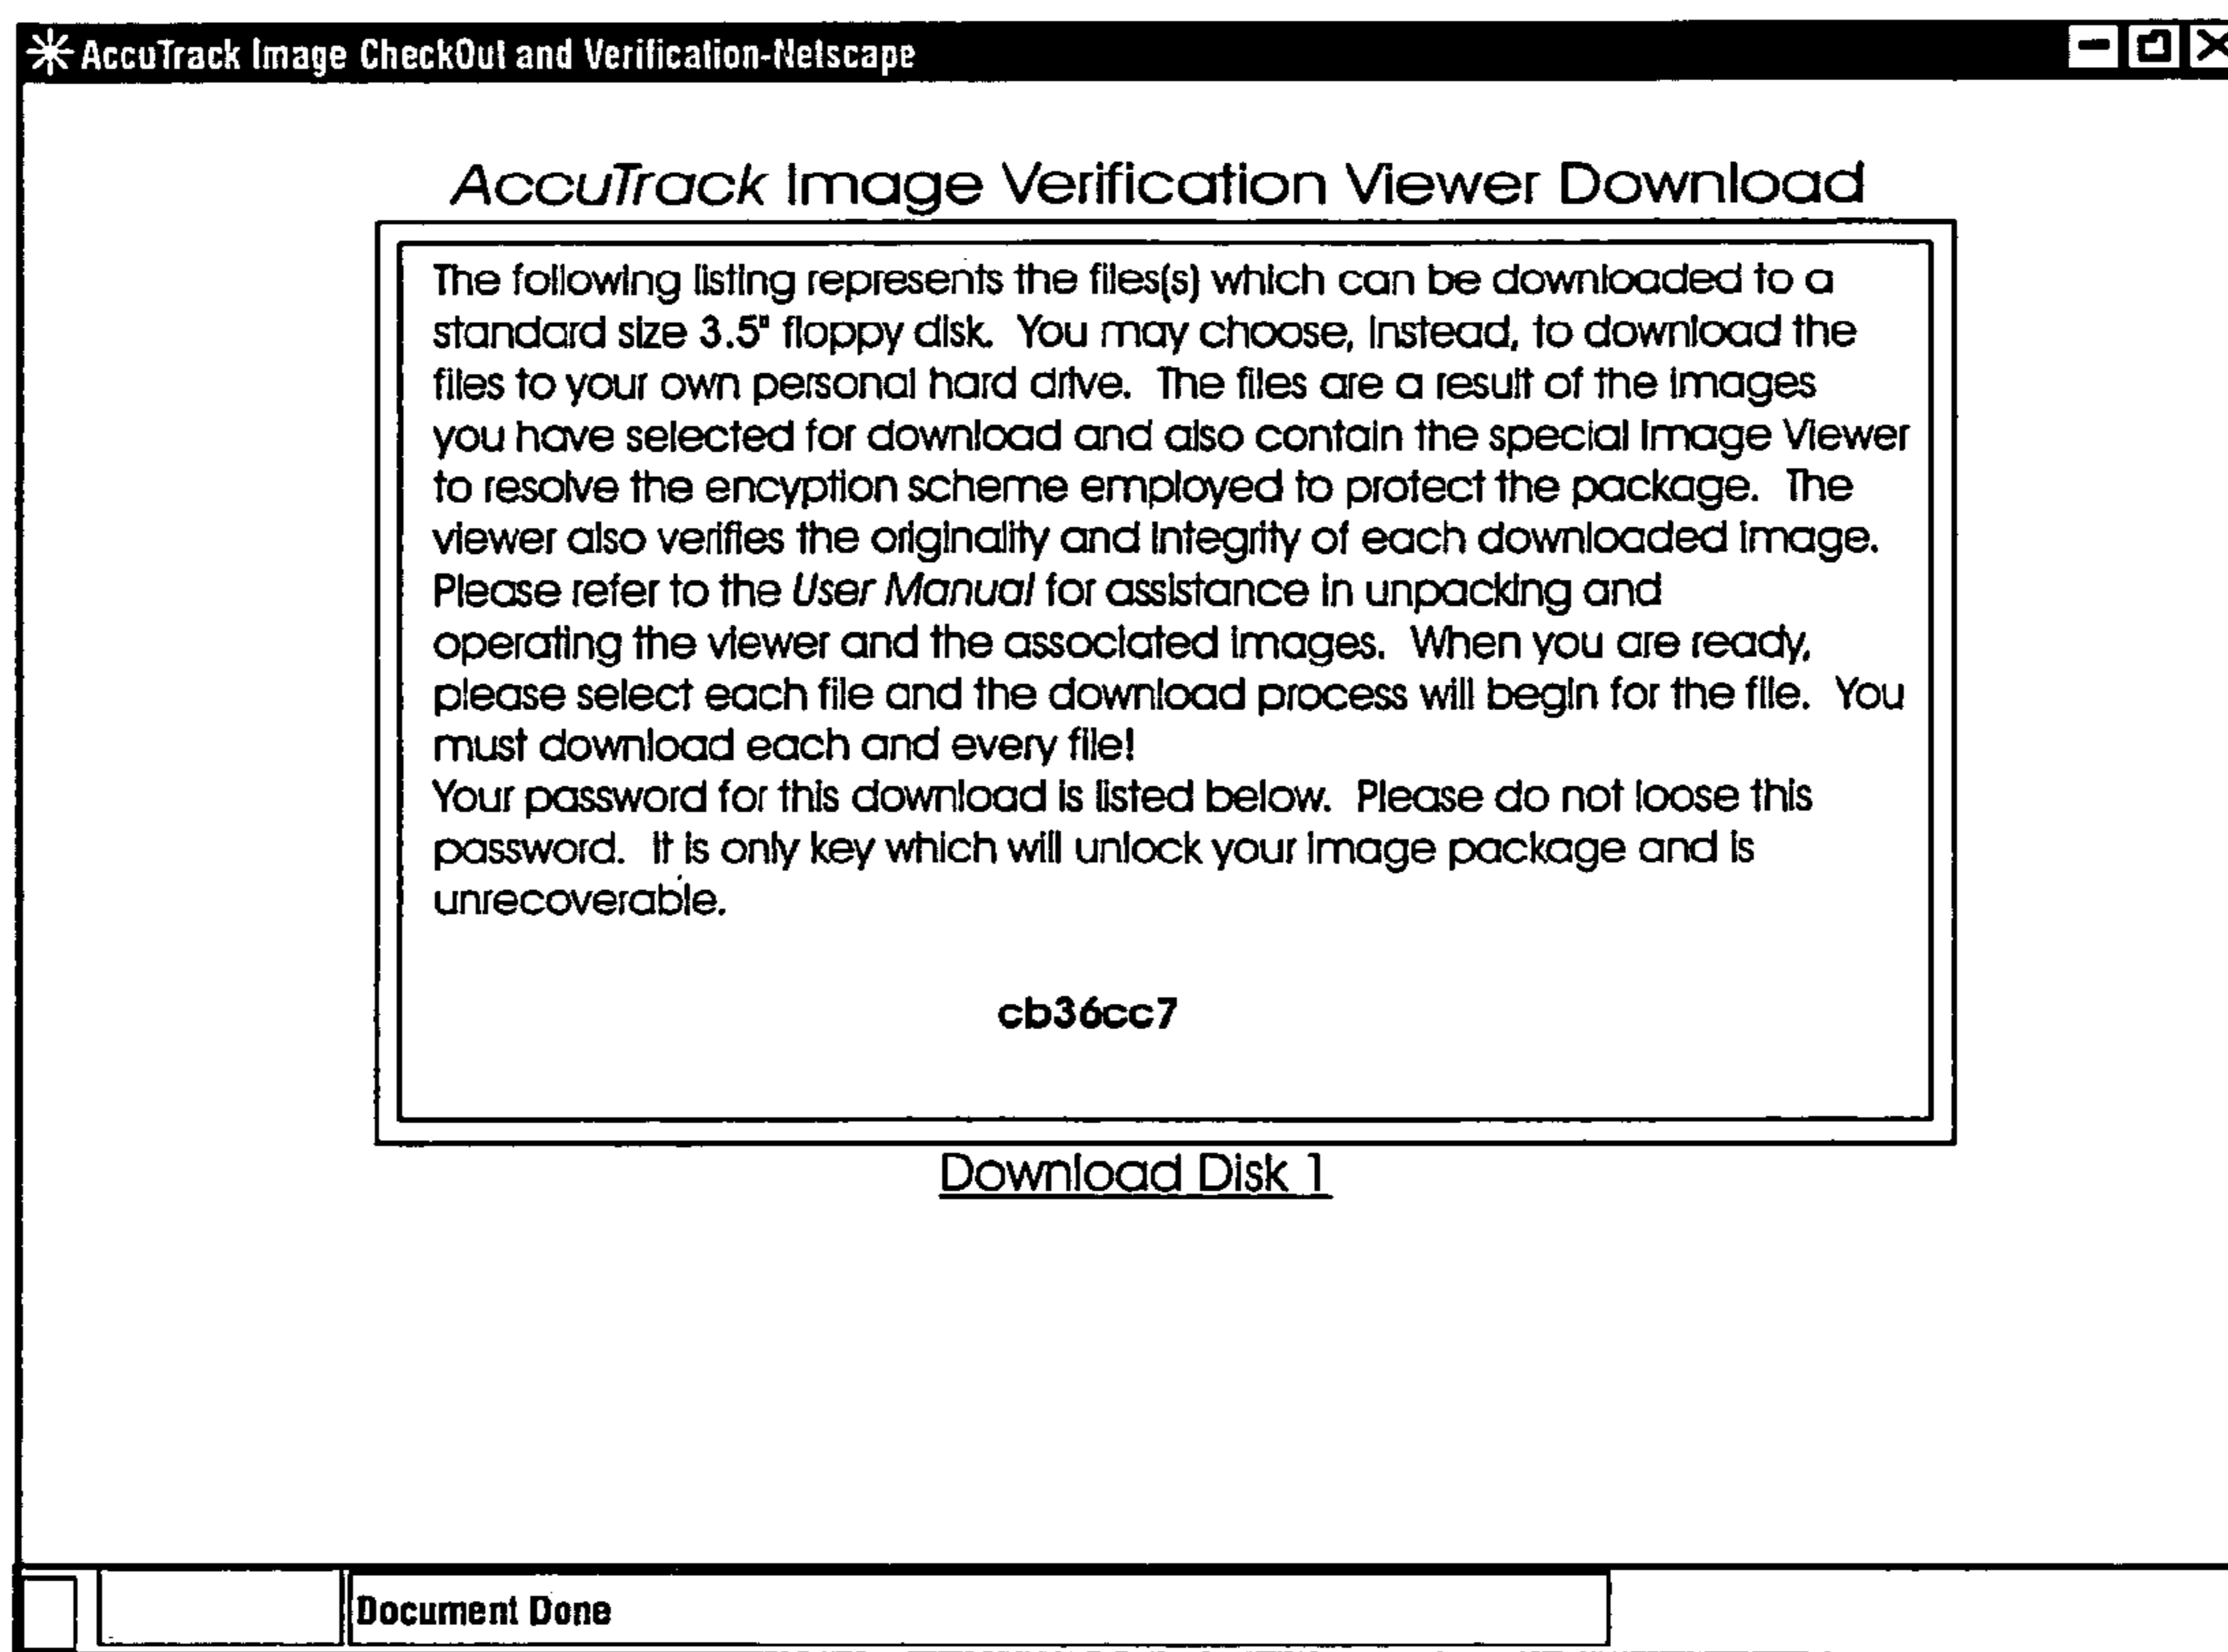 AccuTrack Image CheckOut and Verification-Netscape
AccuTrack Image Verification Viewer Download
The following listing represents the files(s) which can be downloaded to a
standard size 3.5" floppy disk. You may choose, instead, to download the
files to your own personal hard drive. The files are a result of the images
you have selected for download and also contain the special Image Viewer
to resolve the encyption scheme employed to protect the package. The
viewer also verifies the originality and integrity of each downloaded image.
Please refer to the User Manual for assistance in unpacking and
operating the viewer and the associated images. When you are ready,
please select each file and the download process will begin for the file. You
must download each and every file!
Your password for this download is listed below. Please do not loose this
password. It is only key which will unlock your image package and is
unrecoverable.
cb36cc7
Download Disk 1
Document Done